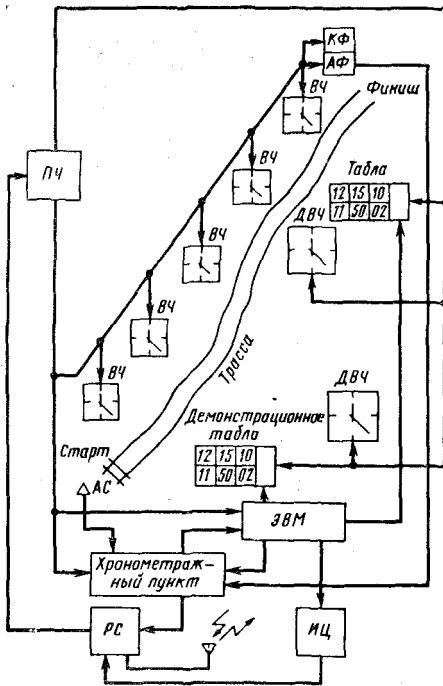 КФ
АФ
Финиш
ВЧ
ВЧ
ПЧ
Табла
12 15 10
11 50 02
ВЧ
ДВЧ
ВЧ
Трасса
ВЧ
ДВЧ
Демонстрационное
табло
Старт
12 15 10
11 50 02
АС
ЭВМ
Хронометраж-
ный пункт
РС
ИЦ